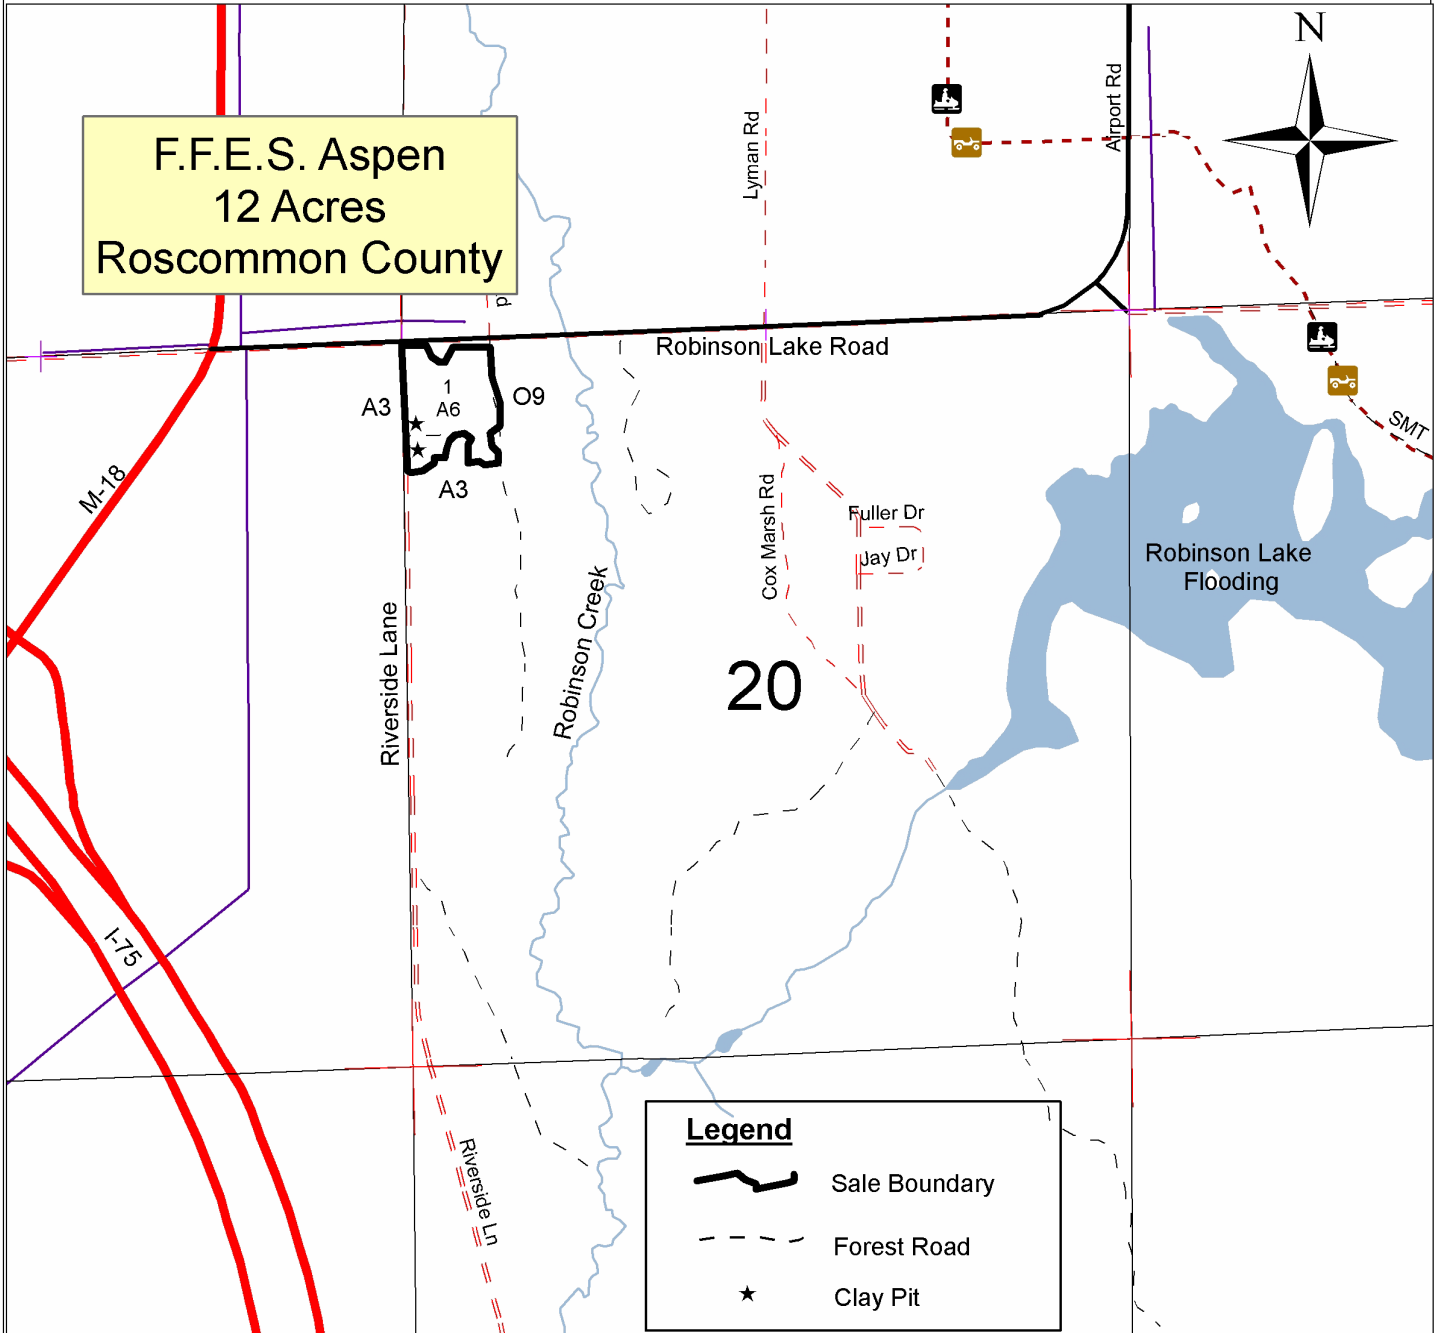 N
F.F.E.S. Aspen
12 Acres
Roscommon County
Lyman Rd
Airport Rd
Robinson Lake Road
A3
1
A6
O9
A3
M-18
SMT
Cox Marsh Rd
Fuller Dr
Jay Dr
Robinson Lake
Flooding
Riverside Lane
Robinson Creek
20
I-75
Riverside Ln
Legend
Sale Boundary
Forest Road
Clay Pit